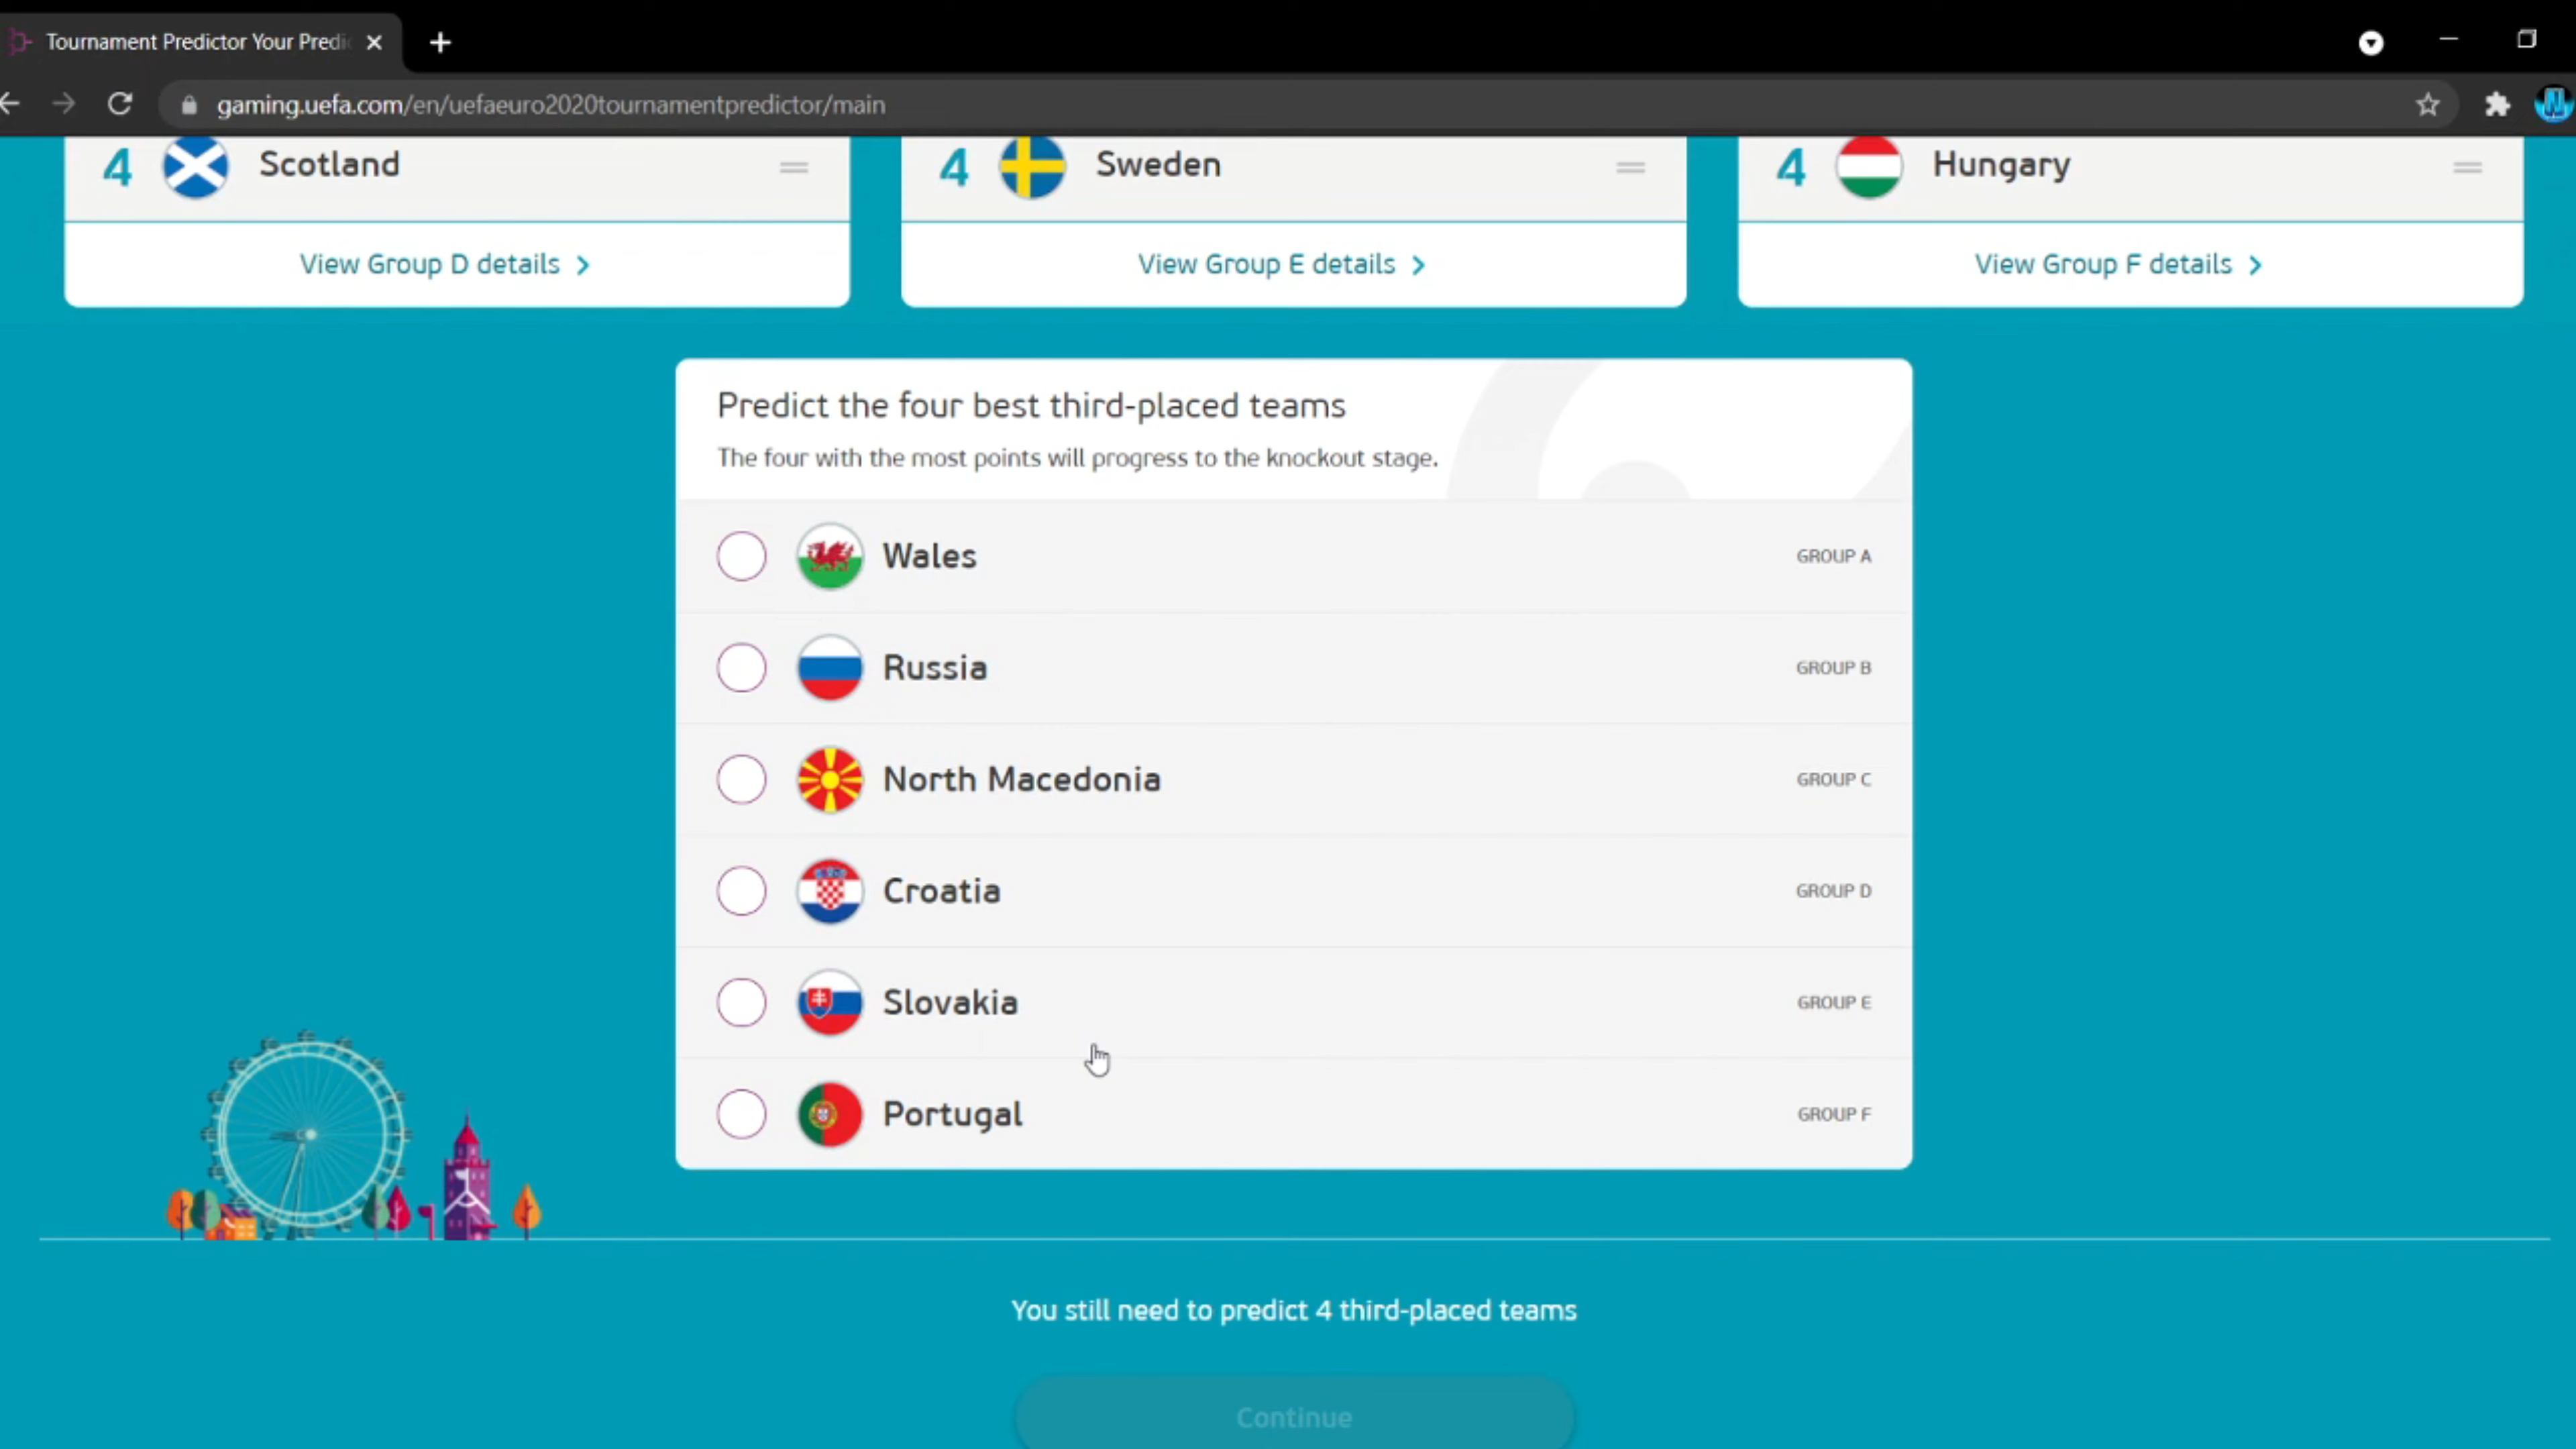 Tournament Predictor Your Predi
gaming.uefa.com/en/uefaeuro2020tournamentpredictor/main
4 Scotland
4 Sweden
4 Hungary
View Group D details
View Group E details
View Group F details
Predict the four best third-placed teams
The four with the most points will progress to the knockout stage.
Wales GROUP A
Russia GROUP B
North Macedonia GROUP C
Croatia GROUP D
Slovakia GROUP E
Portugal GROUP F
You still need to predict 4 third-placed teams
Continue